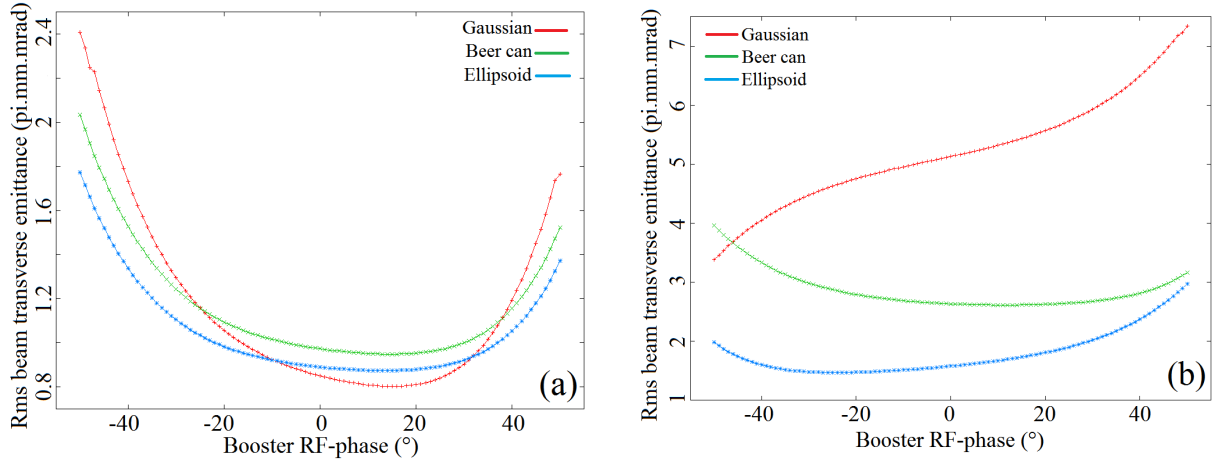 Rms beam transverse emittance (pi.mm.mrad)
2.4
2
1.6
1.2
0.8
Gaussian
Beer can
Ellipsoid
(a)
-40
-20
0
20
40
Booster RF-phase (°)
Rms beam transverse emittance (pi.mm.mrad)
7
6
5
4
3
2
1
Gaussian
Beer can
Ellipsoid
(b)
-40
-20
0
20
40
Booster RF-phase (°)